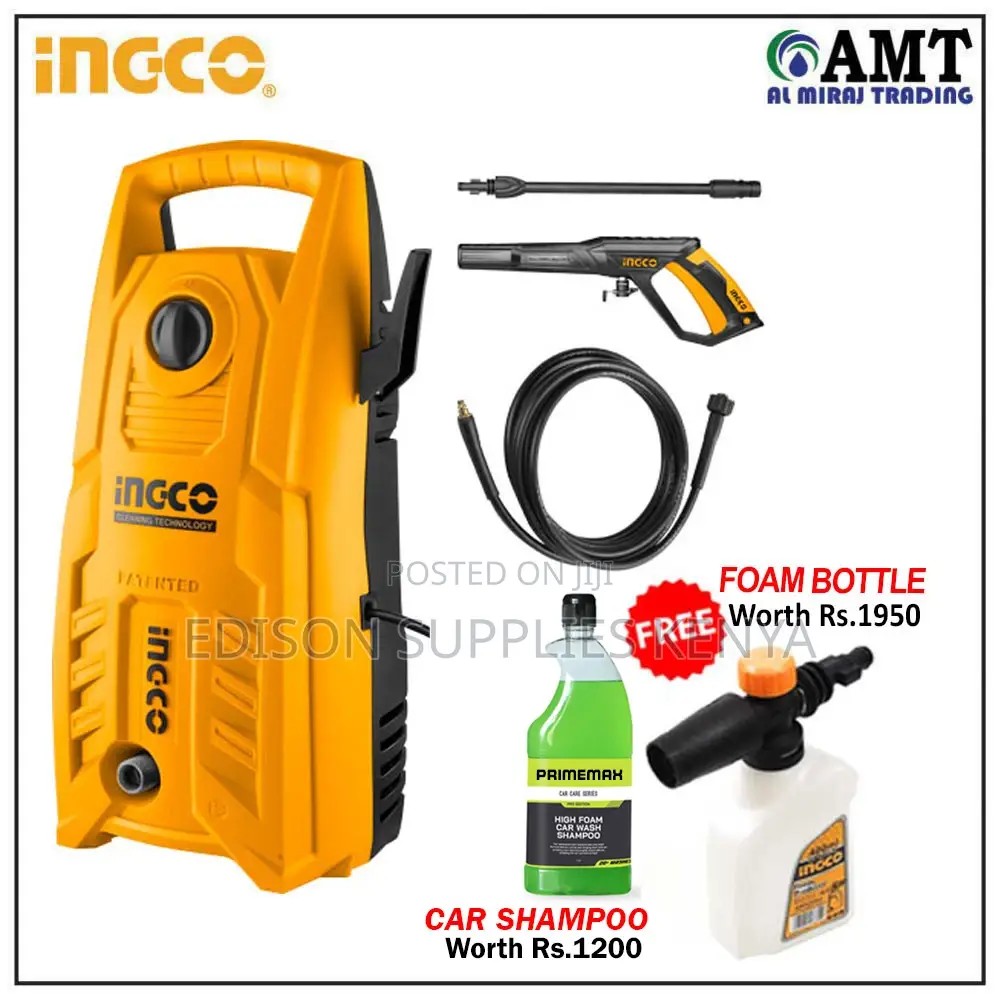 iNGCO®
AMT
AL MIRAJ TRADING
iNGCO
iNGCO
CLEANING TECHNOLOGY
PATENTED
iNGCO
POSTED ON JIJI
EDISON SUPPLIES KENYA
FREE
FOAM BOTTLE
Worth Rs.1950
PRIMEMAX
CAR CARE SERIES
PRO EDITION
HIGH FOAM
CAR WASH
SHAMPOO
iNGCO
CAR SHAMPOO
Worth Rs.1200